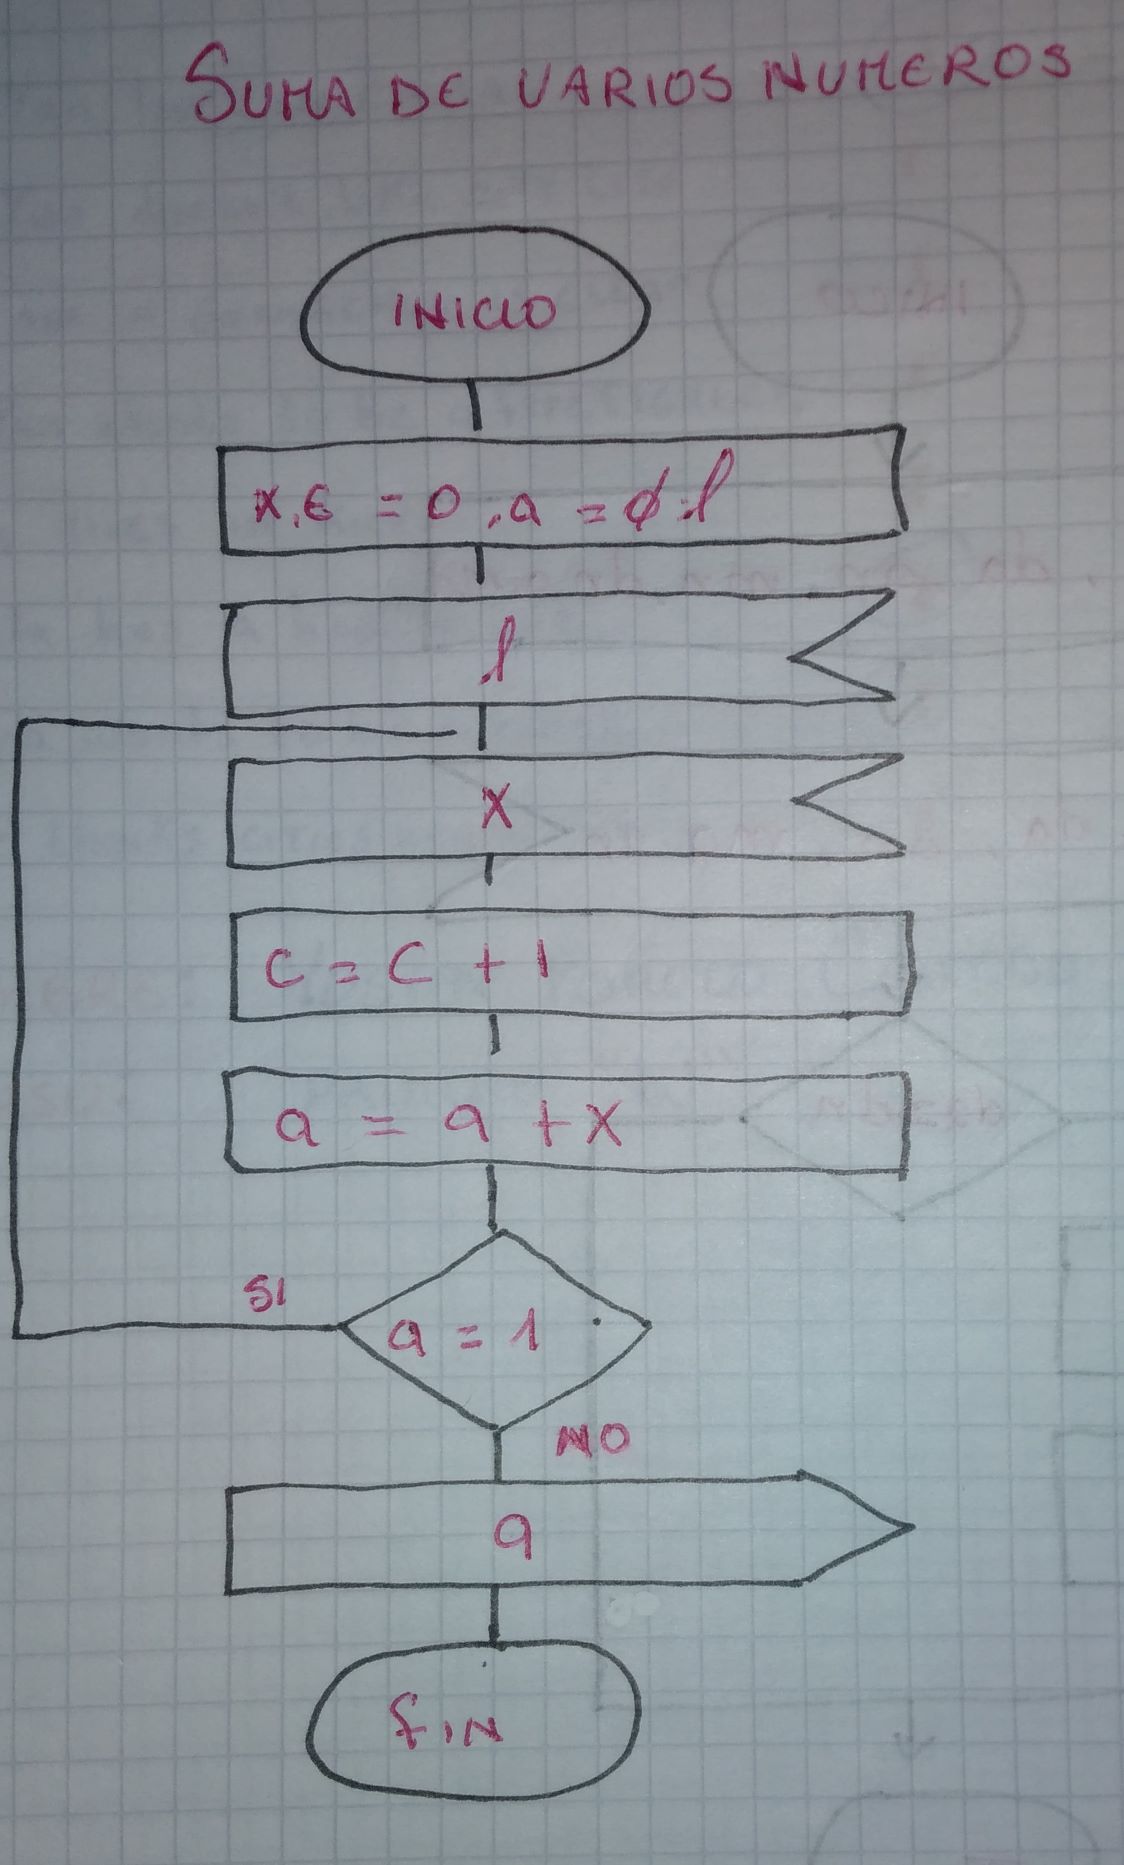 SUMA DE VARIOS NUMEROS
INICIO
x, c = 0, a = 0 l
l
X
C = C + 1
a = a + X
SI
a = 1
NO
a
FIN